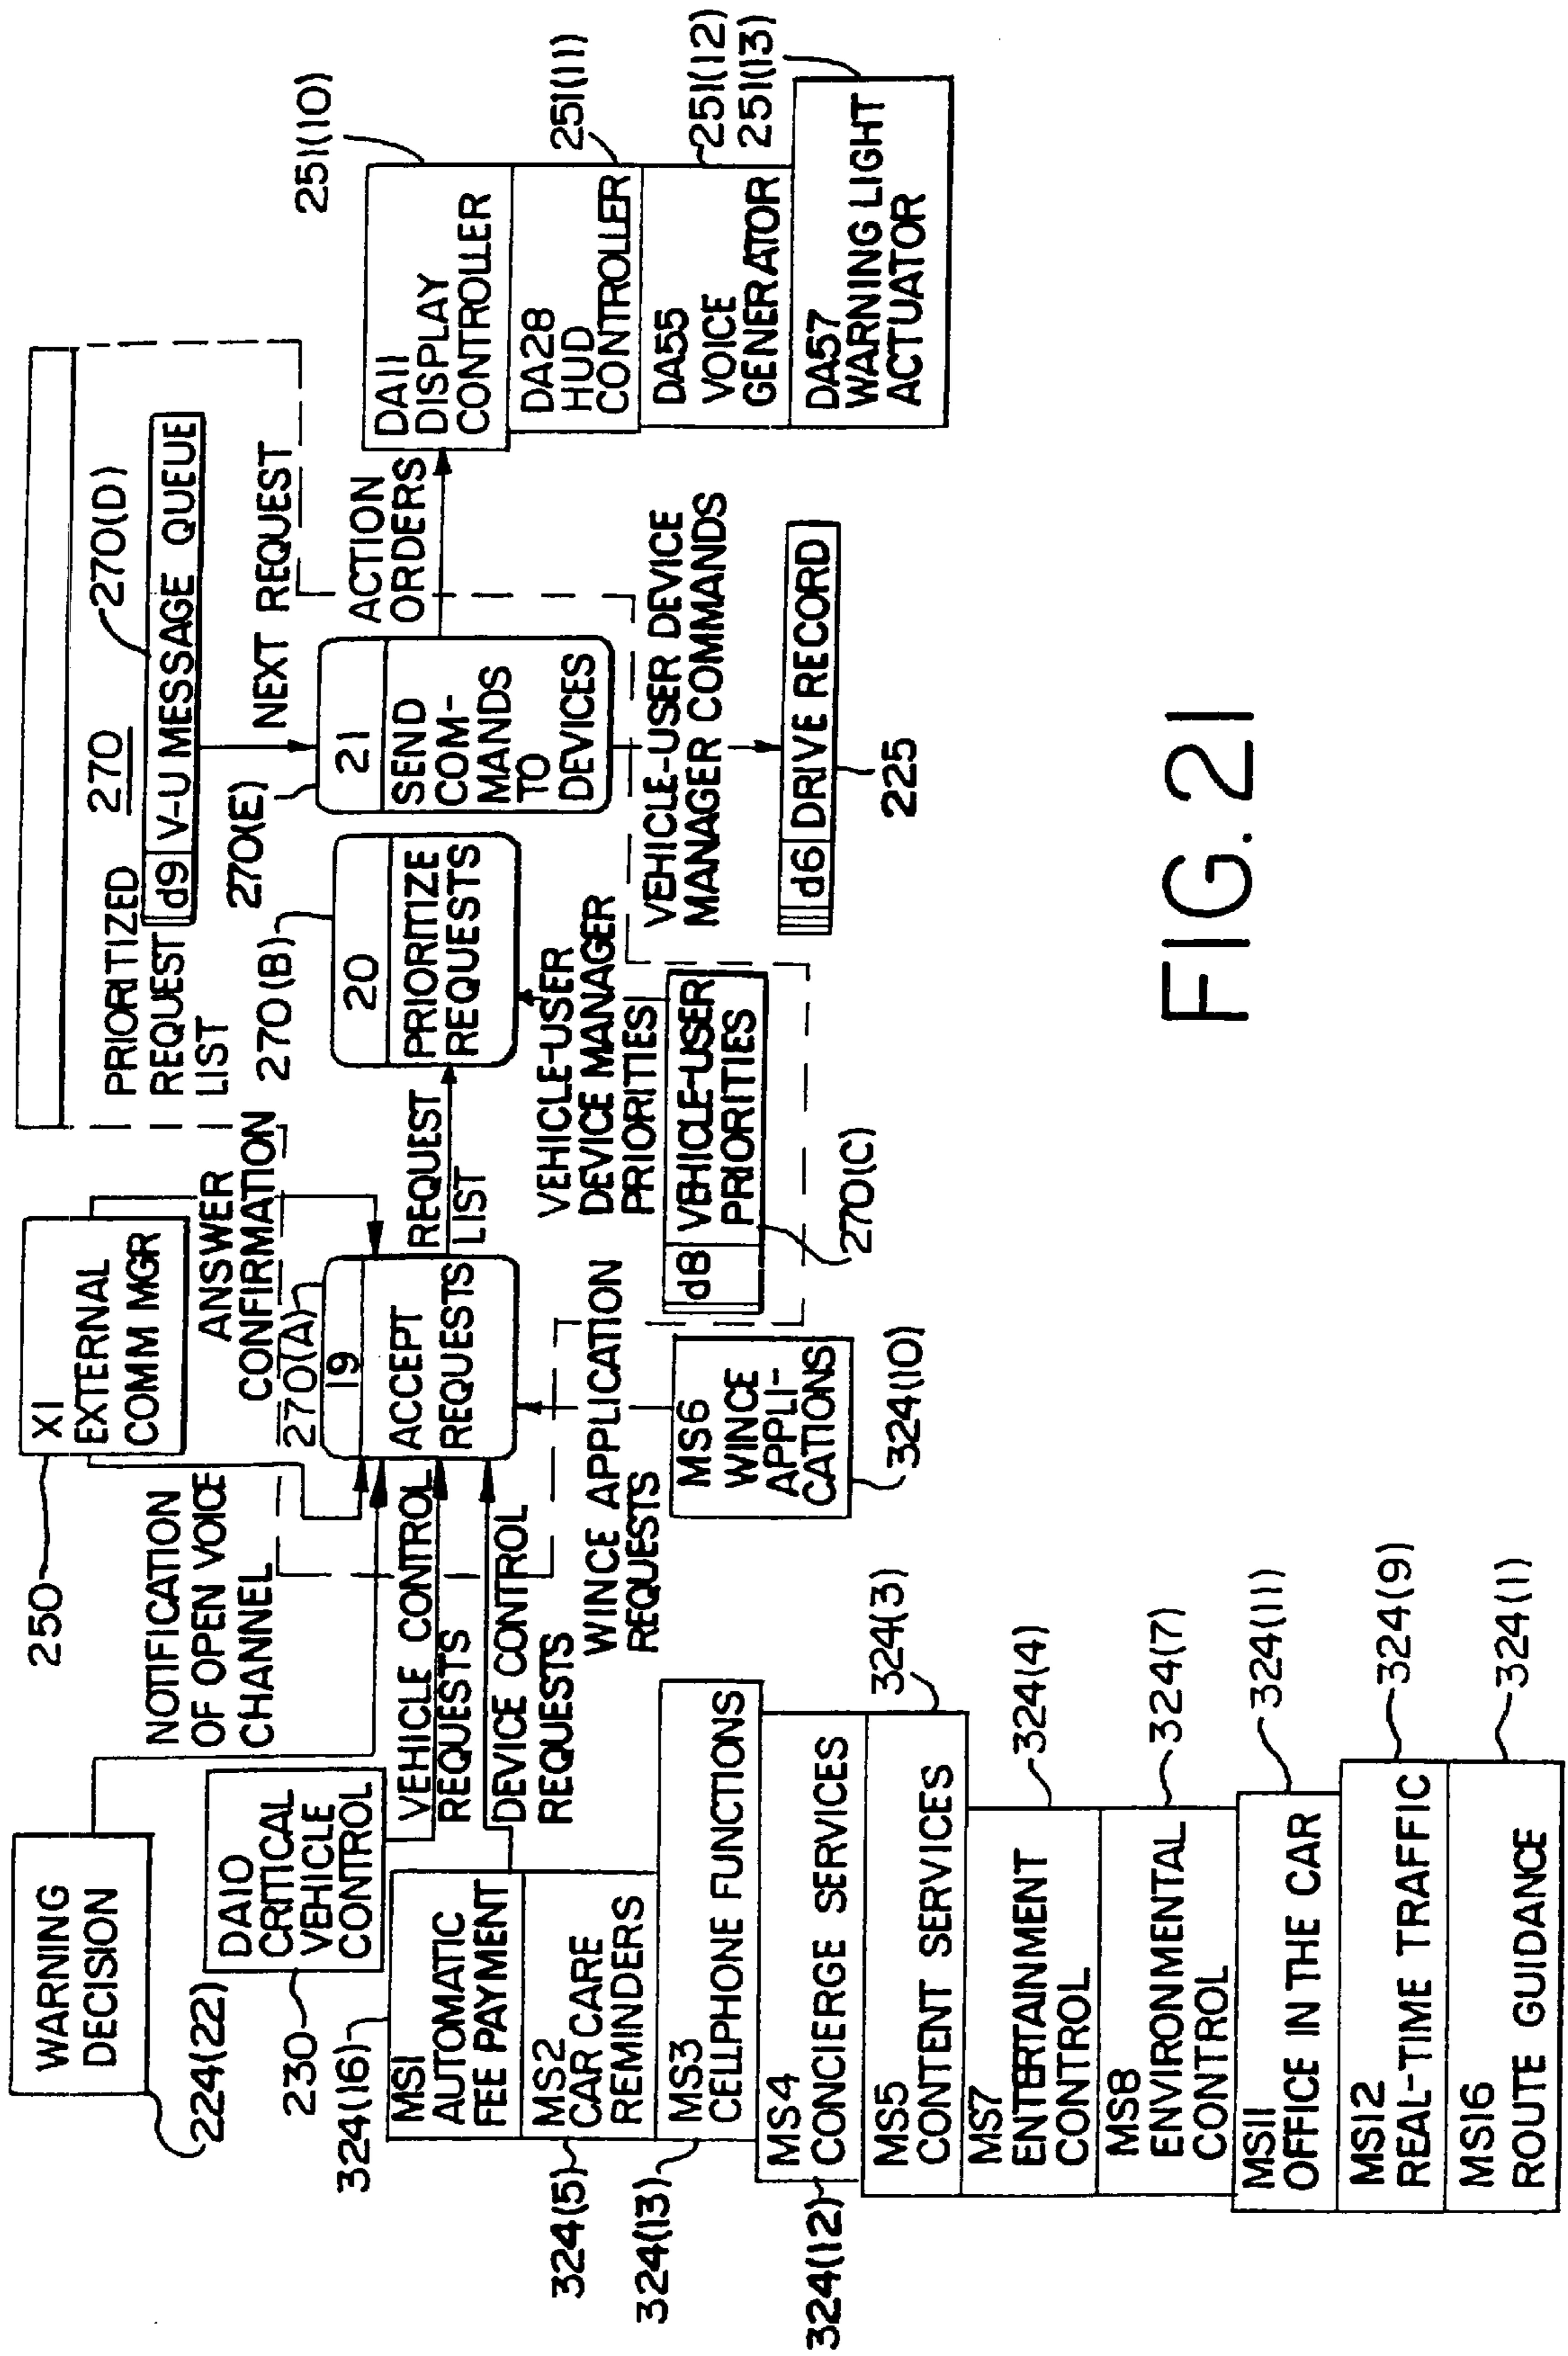 WARNING
DECISION
224(22)
250
X1
EXTERNAL
COMM MGR
NOTIFICATION
OF OPEN VOICE
CHANNEL
ANSWER
CONFIRMATION
230
DA10
CRITICAL
VEHICLE
CONTROL
VEHICLE CONTROL
REQUESTS
DEVICE CONTROL
REQUESTS
270(A)
19
ACCEPT
REQUESTS
REQUEST
LIST
PRIORITIZED
REQUEST
LIST
270
270(D)
d9 V-U MESSAGE QUEUE
270(B)
20
PRIORITIZE
REQUESTS
270(E)
NEXT REQUEST
21
SEND
COM-
MANDS
TO
DEVICES
ACTION
ORDERS
251(10)
DA11
DISPLAY
CONTROLLER
251(11)
DA28
HUD
CONTROLLER
251(12)
DA55
VOICE
GENERATOR
251(13)
DA57
WARNING LIGHT
ACTUATOR
VEHICLE-USER
DEVICE MANAGER
PRIORITIES
d8 VEHICLE-USER
PRIORITIES
270(C)
VEHICLE-USER DEVICE
MANAGER COMMANDS
d6 DRIVE RECORD
225
WINCE APPLICATION
REQUESTS
MS6
WINCE
APPLI-
CATIONS
324(10)
324(16)
MS1
AUTOMATIC
FEE PAYMENT
324(5)
MS2
CAR CARE
REMINDERS
324(13)
MS3
CELLPHONE FUNCTIONS
324(12)
MS4
CONCIERGE SERVICES
324(3)
MS5
CONTENT SERVICES
324(4)
MS7
ENTERTAINMENT
CONTROL
324(7)
MS8
ENVIRONMENTAL
CONTROL
324(11)
MS11
OFFICE IN THE CAR
324(9)
MS12
REAL-TIME TRAFFIC
324(1)
MS16
ROUTE GUIDANCE
FIG. 21